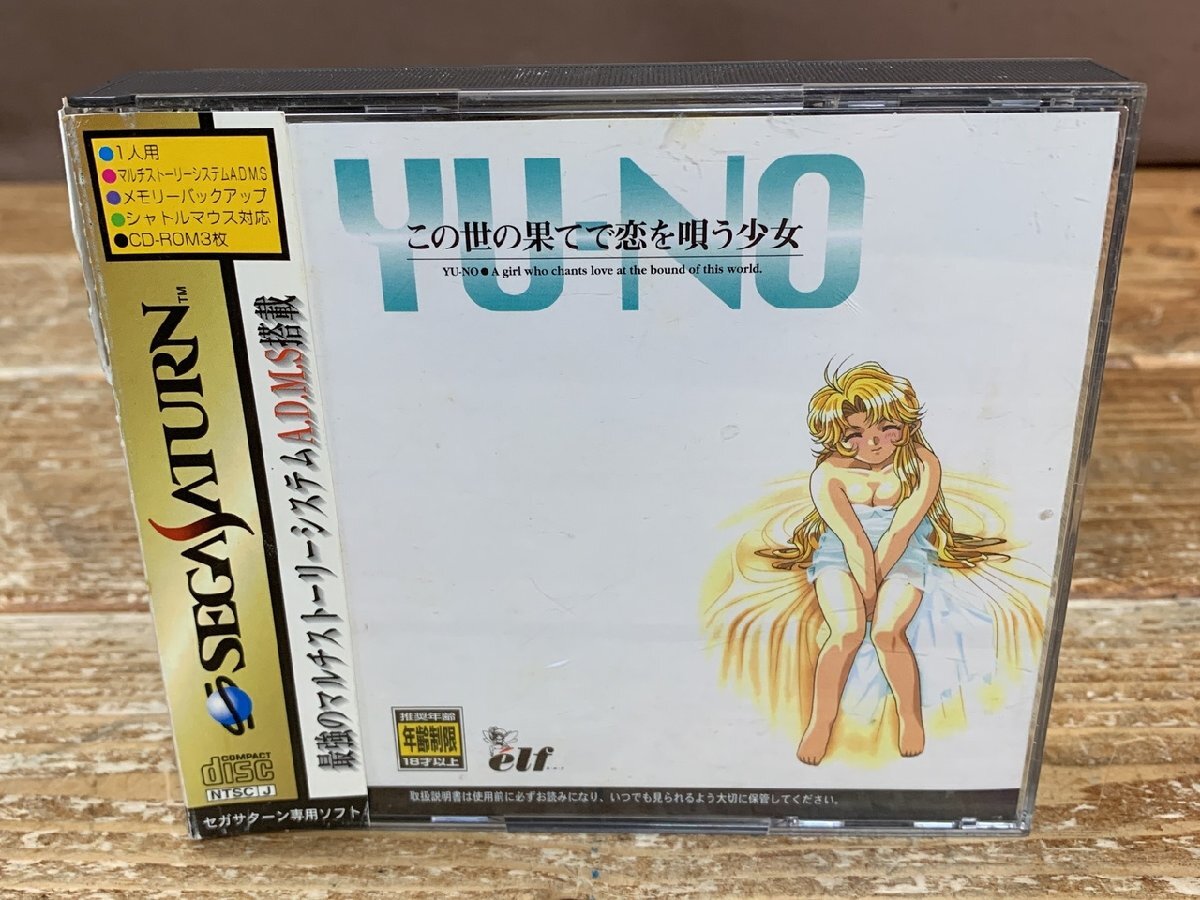 ●1人用
●マルチストーリーシステムA.D.M.S
●メモリーバックアップ
●シャトルマウス対応
●CD-ROM3枚
SEGA SATURN™
最強のマルチストーリーシステムA.D.M.S搭載
COMPACT
disc
NTSC J
セガサターン専用ソフト
YU-NO
この世の果てで恋を唄う少女
YU-NO●A girl who chants love at the bound of this world.
推奨年齢
年齢制限
18才以上
élf
取扱説明書は使用前に必ずお読みになり、いつでも見られるよう大切に保管してください。